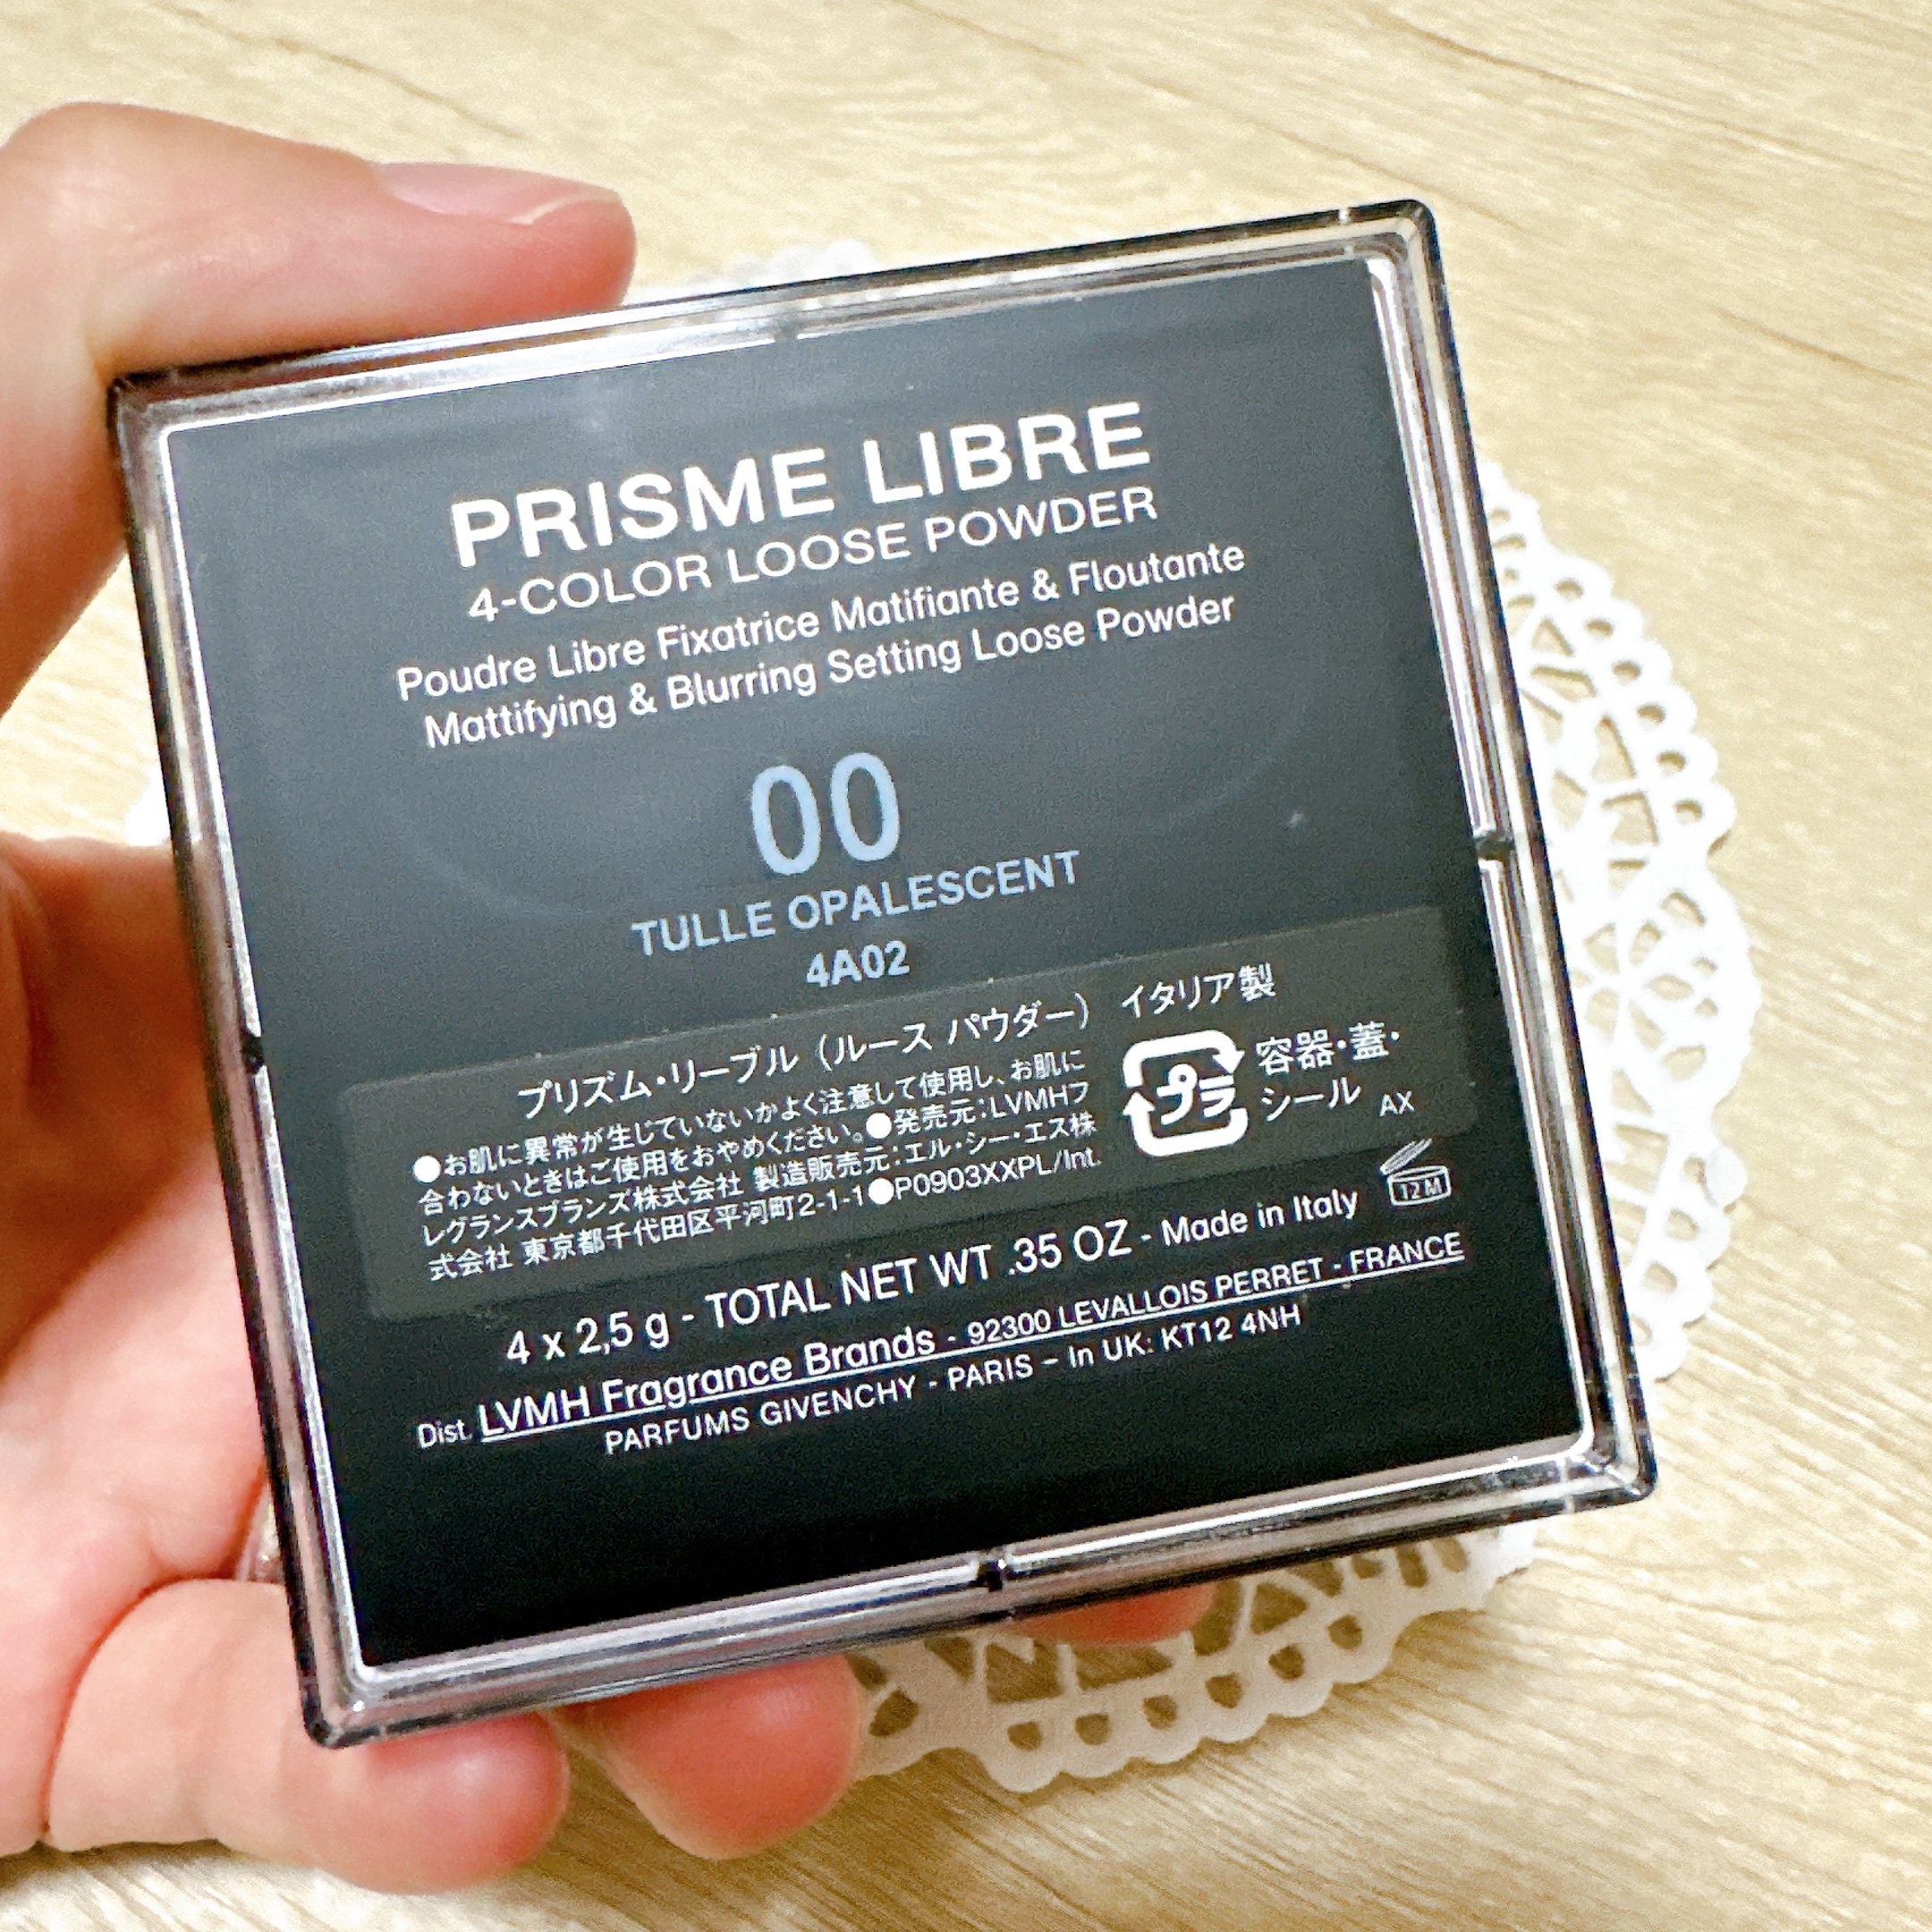 PRISME LIBRE
4-COLOR LOOSE POWDER
Poudre Libre Fixatrice Matifiante & Floutante
Mattifying & Blurring Setting Loose Powder
00
TULLE OPALESCENT
4A02
プリズム・リーブル（ルース パウダー） イタリア製
●お肌に異常が生じていないかよく注意して使用し、お肌に
合わないときはご使用をおやめください。●発売元：LVMHフ
レグランスブランズ株式会社 製造販売元：エル・シー・エス株
式会社 東京都千代田区平河町2-1-1●P0903XXPL/Int.
プラ
容器・蓋・
シール
AX
12M
4 x 2,5 g - TOTAL NET WT .35 OZ - Made in Italy
Dist. LVMH Fragrance Brands - 92300 LEVALLOIS PERRET - FRANCE
PARFUMS GIVENCHY - PARIS – In UK: KT12 4NH